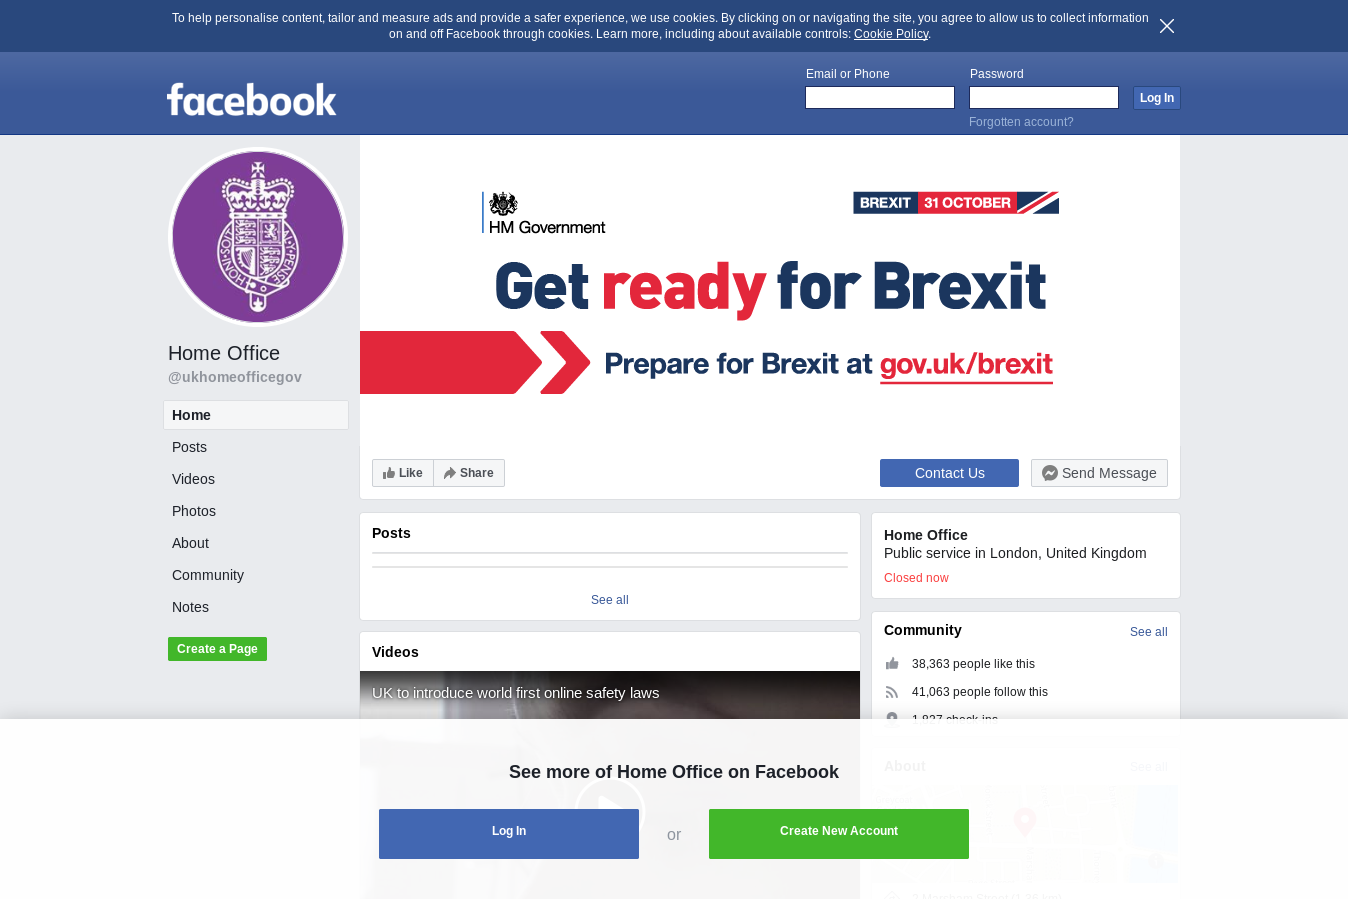 To help personalise content, tailor and measure ads and provide a safer experience, we use cookies. By clicking on or navigating the site, you agree to allow us to collect information
on and off Facebook through cookies. Learn more, including about available controls: Cookie Policy.
facebook
Email or Phone
Password
Log In
Forgotten account?
Home Office
@ukhomeofficegov
Home
Posts
Videos
Photos
About
Community
Notes
Create a Page
HM Government
BREXIT 31 OCTOBER
Get ready for Brexit
Prepare for Brexit at gov.uk/brexit
Like
Share
Contact Us
Send Message
Posts
See all
Videos
UK to introduce world first online safety laws
Home Office
Public service in London, United Kingdom
Closed now
Community
See all
38,363 people like this
41,063 people follow this
1,827 check-ins
About
See all
See more of Home Office on Facebook
Log In
or
Create New Account